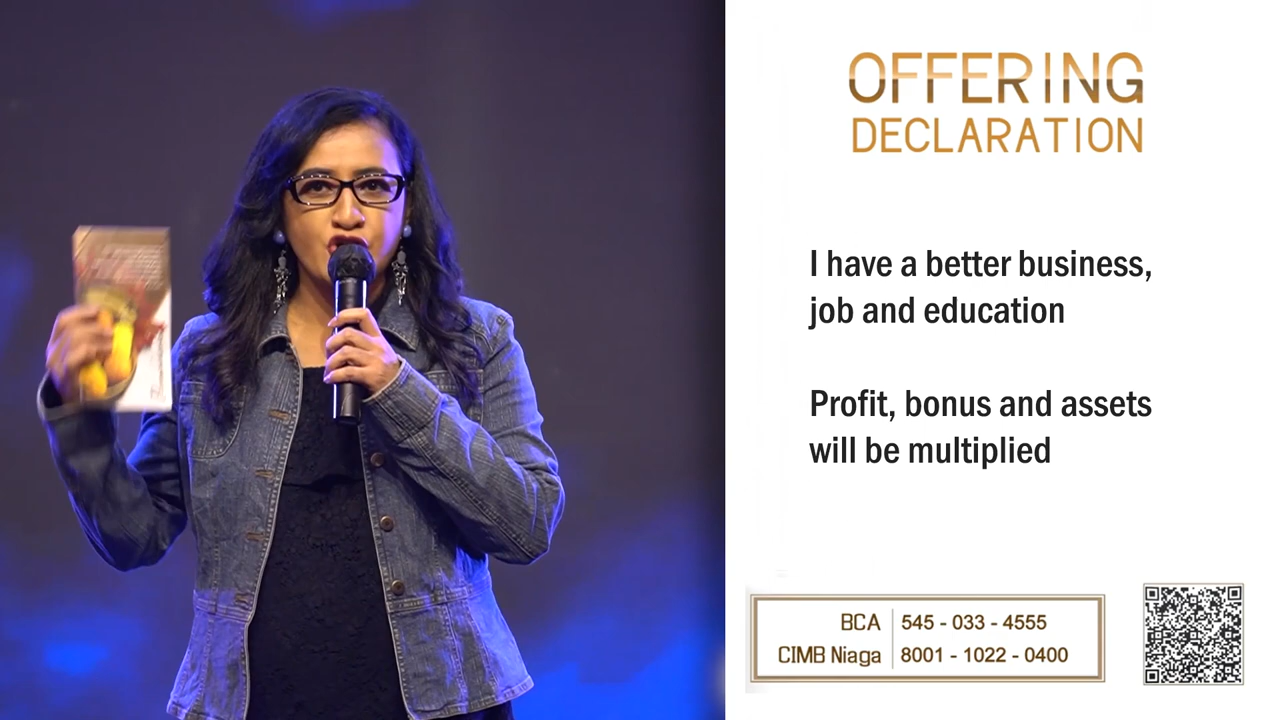 OFFERING
DECLARATION
I have a better business,
job and education
Profit, bonus and assets
will be multiplied
BCA 545 - 033 - 4555
CIMB Niaga 8001 - 1022 - 0400